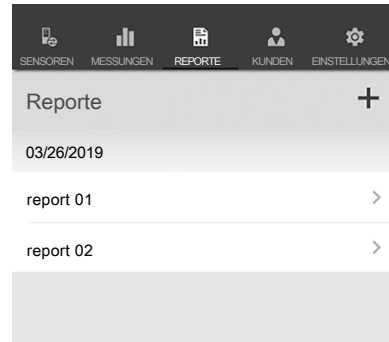 SENSOREN MESSUNGEN REPORTE KUNDEN EINSTELLUNGEN
Reporte +
03/26/2019
report 01 >
report 02 >